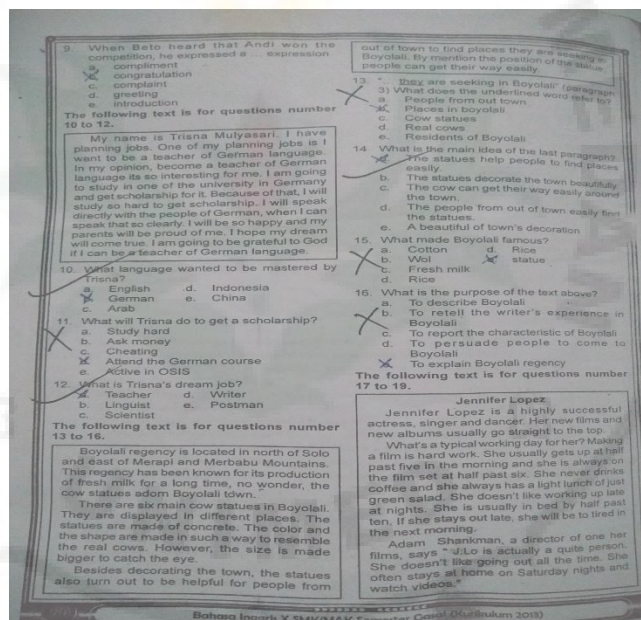 9. When Beto heard that Andi won the
competition, he expressed a ... expression.
a. compliment
b. congratulation
c. complaint
d. greeting
e. introduction
The following text is for questions number
10 to 12.
My name is Trisna Mulyasari. I have
planning jobs. One of my planning jobs is I
want to be a teacher of German language.
In my opinion, become a teacher of German
language its so interesting for me. I am going
to study in one of the university in Germany
and get scholarship for it. Because of that, I will
study so hard to get scholarship. I will speak
directly with the people of German, when I can
speak that so clearly. I will be so happy and my
parents will be proud of me. I hope my dream
will come true. I am going to be grateful to God
if I can be a teacher of German language.
10. What language wanted to be mastered by
Trisna?
a. English d. Indonesia
b. German e. China
c. Arab
11. What will Trisna do to get a scholarship?
a. Study hard
b. Ask money
c. Cheating
d. Attend the German course
e. Active in OSIS
12. What is Trisna's dream job?
a. Teacher d. Writer
b. Linguist e. Postman
c. Scientist
The following text is for questions number
13 to 16.
Boyolali regency is located in north of Solo
and east of Merapi and Merbabu Mountains.
This regency has been known for its production
of fresh milk for a long time, no wonder, the
cow statues adorn Boyolali town.
There are six main cow statues in Boyolali.
They are displayed in different places. The
statues are made of concrete. The color and
the shape are made in such a way to resemble
the real cows. However, the size is made
bigger to catch the eye.
Besides decorating the town, the statues
also turn out to be helpful for people from
out of town to find places they are seeking in
Boyolali. By mention the position of the statue,
people can get their way easily.
13. "... they are seeking in Boyolali" (paragraph
3) What does the underlined word refer to?
a. People from out town
b. Places in boyolali
c. Cow statues
d. Real cows
e. Residents of Boyolali
14 What is the main idea of the last paragraph?
a. The statues help people to find places
easily.
b. The statues decorate the town beautifully
c. The cow can get their way easily around
the town.
d. The people from out of town easily find
the statues.
e. A beautiful of town's decoration
15. What made Boyolali famous?
a. Cotton d. Rice
b. Wol e. statue
c. Fresh milk
d. Rice
16. What is the purpose of the text above?
a. To describe Boyolali
b. To retell the writer's experience in
Boyolali
c. To report the characteristic of Boyolali
d. To persuade people to come to
Boyolali
To explain Boyolali regency
The following text is for questions number
17 to 19.
Jennifer Lopez
Jennifer Lopez is a highly successful
actress, singer and dancer. Her new films and
new albums usually go straight to the top.
What's a typical working day for her? Making
a film is hard work. She usually gets up at half
past five in the morning and she is always on
the film set at half past six. She never drinks
coffee and she always has a light lunch of just
green salad. She doesn't like working up late
at nights. She is usually in bed by half past
ten. If she stays out late, she will be to tired in
the next morning.
Adam Shankman, a director of one her
films, says " J.Lo is actually a quite person.
She doesn't like going out all the time. She
often stays at home on Saturday nights and
watch videos."
Bahasa Inggris X SMK/MAK Semester Gasal (Kurikulum 2013)